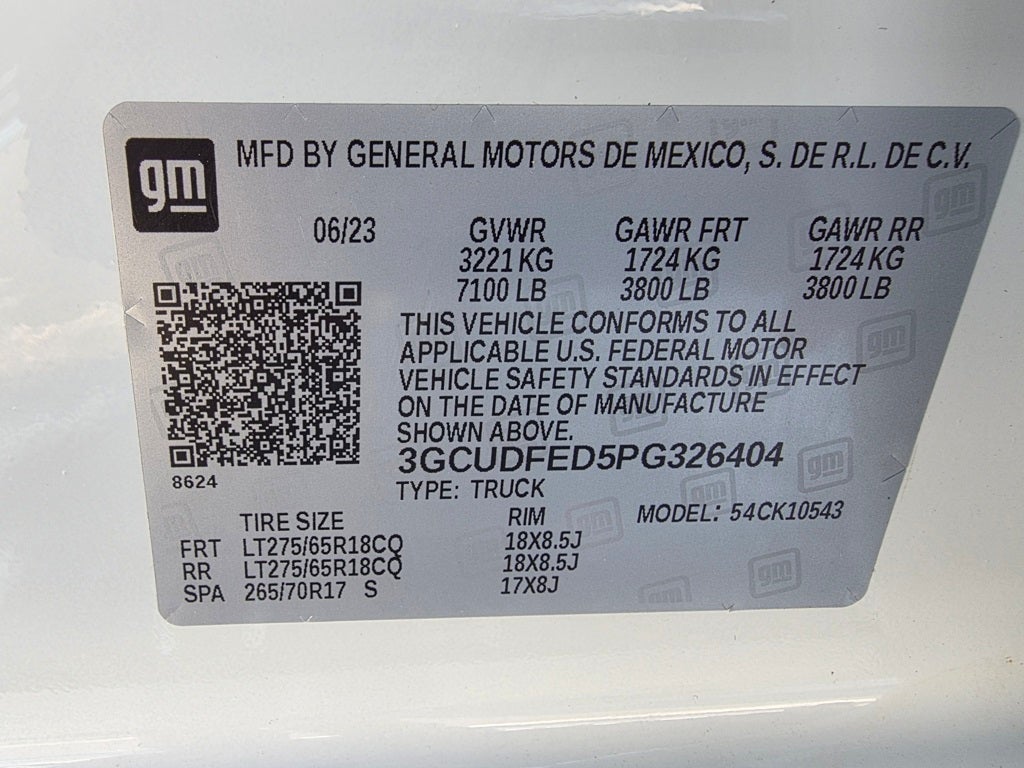 gm MFD BY GENERAL MOTORS DE MEXICO, S. DE R.L. DE C.V.
06/23 GVWR GAWR FRT GAWR RR
3221 KG 1724 KG 1724 KG
7100 LB 3800 LB 3800 LB
THIS VEHICLE CONFORMS TO ALL
APPLICABLE U.S. FEDERAL MOTOR
VEHICLE SAFETY STANDARDS IN EFFECT
ON THE DATE OF MANUFACTURE
SHOWN ABOVE.
3GCUDFED5PG326404
8624
TYPE: TRUCK
TIRE SIZE RIM MODEL: 54CK10543
FRT LT275/65R18CQ 18X8.5J
RR LT275/65R18CQ 18X8.5J
SPA 265/70R17 S 17X8J